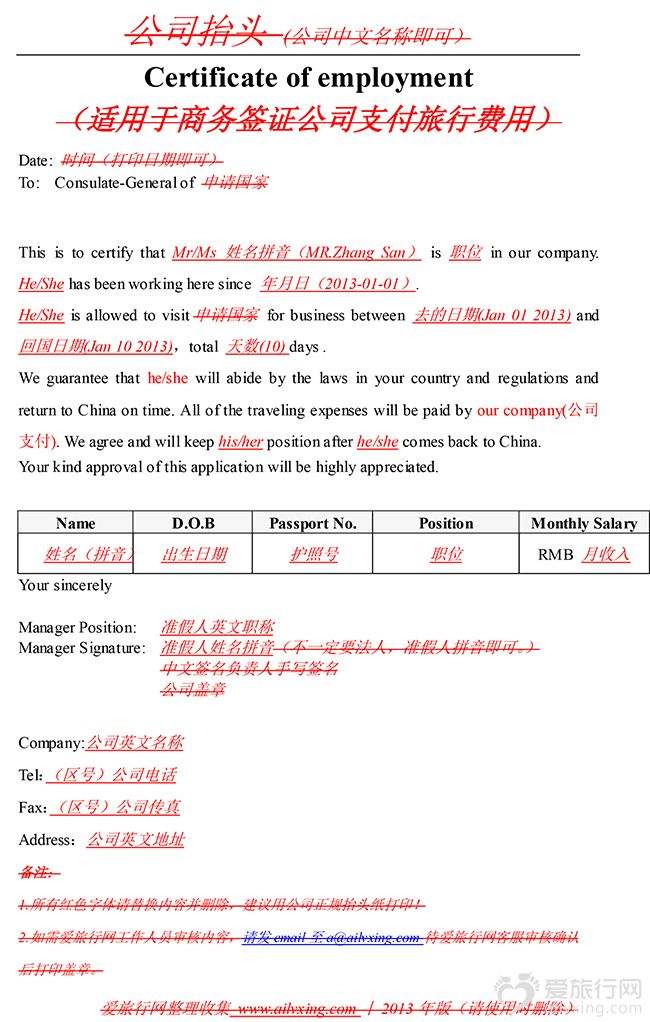 公司抬头 (公司中文名称即可)
Certificate of employment
（适用于商务签证公司支付旅行费用）
Date: 时间（打印日期即可）
To: Consulate-General of 申请国家
This is to certify that Mr/Ms 姓名拼音（MR.Zhang San） is 职位 in our company.
He/She has been working here since 年月日（2013-01-01）.
He/She is allowed to visit 申请国家 for business between 去的日期(Jan 01 2013) and
回国日期(Jan 10 2013)，total 天数(10) days .
We guarantee that he/she will abide by the laws in your country and regulations and
return to China on time. All of the traveling expenses will be paid by our company(公司
支付). We agree and will keep his/her position after he/she comes back to China.
Your kind approval of this application will be highly appreciated.
Name D.O.B Passport No. Position Monthly Salary
姓名（拼音） 出生日期 护照号 职位 RMB 月收入
Your sincerely
Manager Position: 准假人英文职称
Manager Signature: 准假人姓名拼音（不一定要法人，准假人拼音即可。）
中文签名负责人手写签名
公司盖章
Company:公司英文名称
Tel:（区号）公司电话
Fax:（区号）公司传真
Address: 公司英文地址
备注:
1.所有红色字体请替换内容并删除，建议用公司正规抬头纸打印！
2.如需爱旅行网工作人员审核内容，请发 email 至 a@ailvxing.com 待爱旅行网客服审核确认
后打印盖章。
爱旅行网整理收集 www.ailvxing.com ｜ 2013 年版（请使用时删除）
爱旅行网